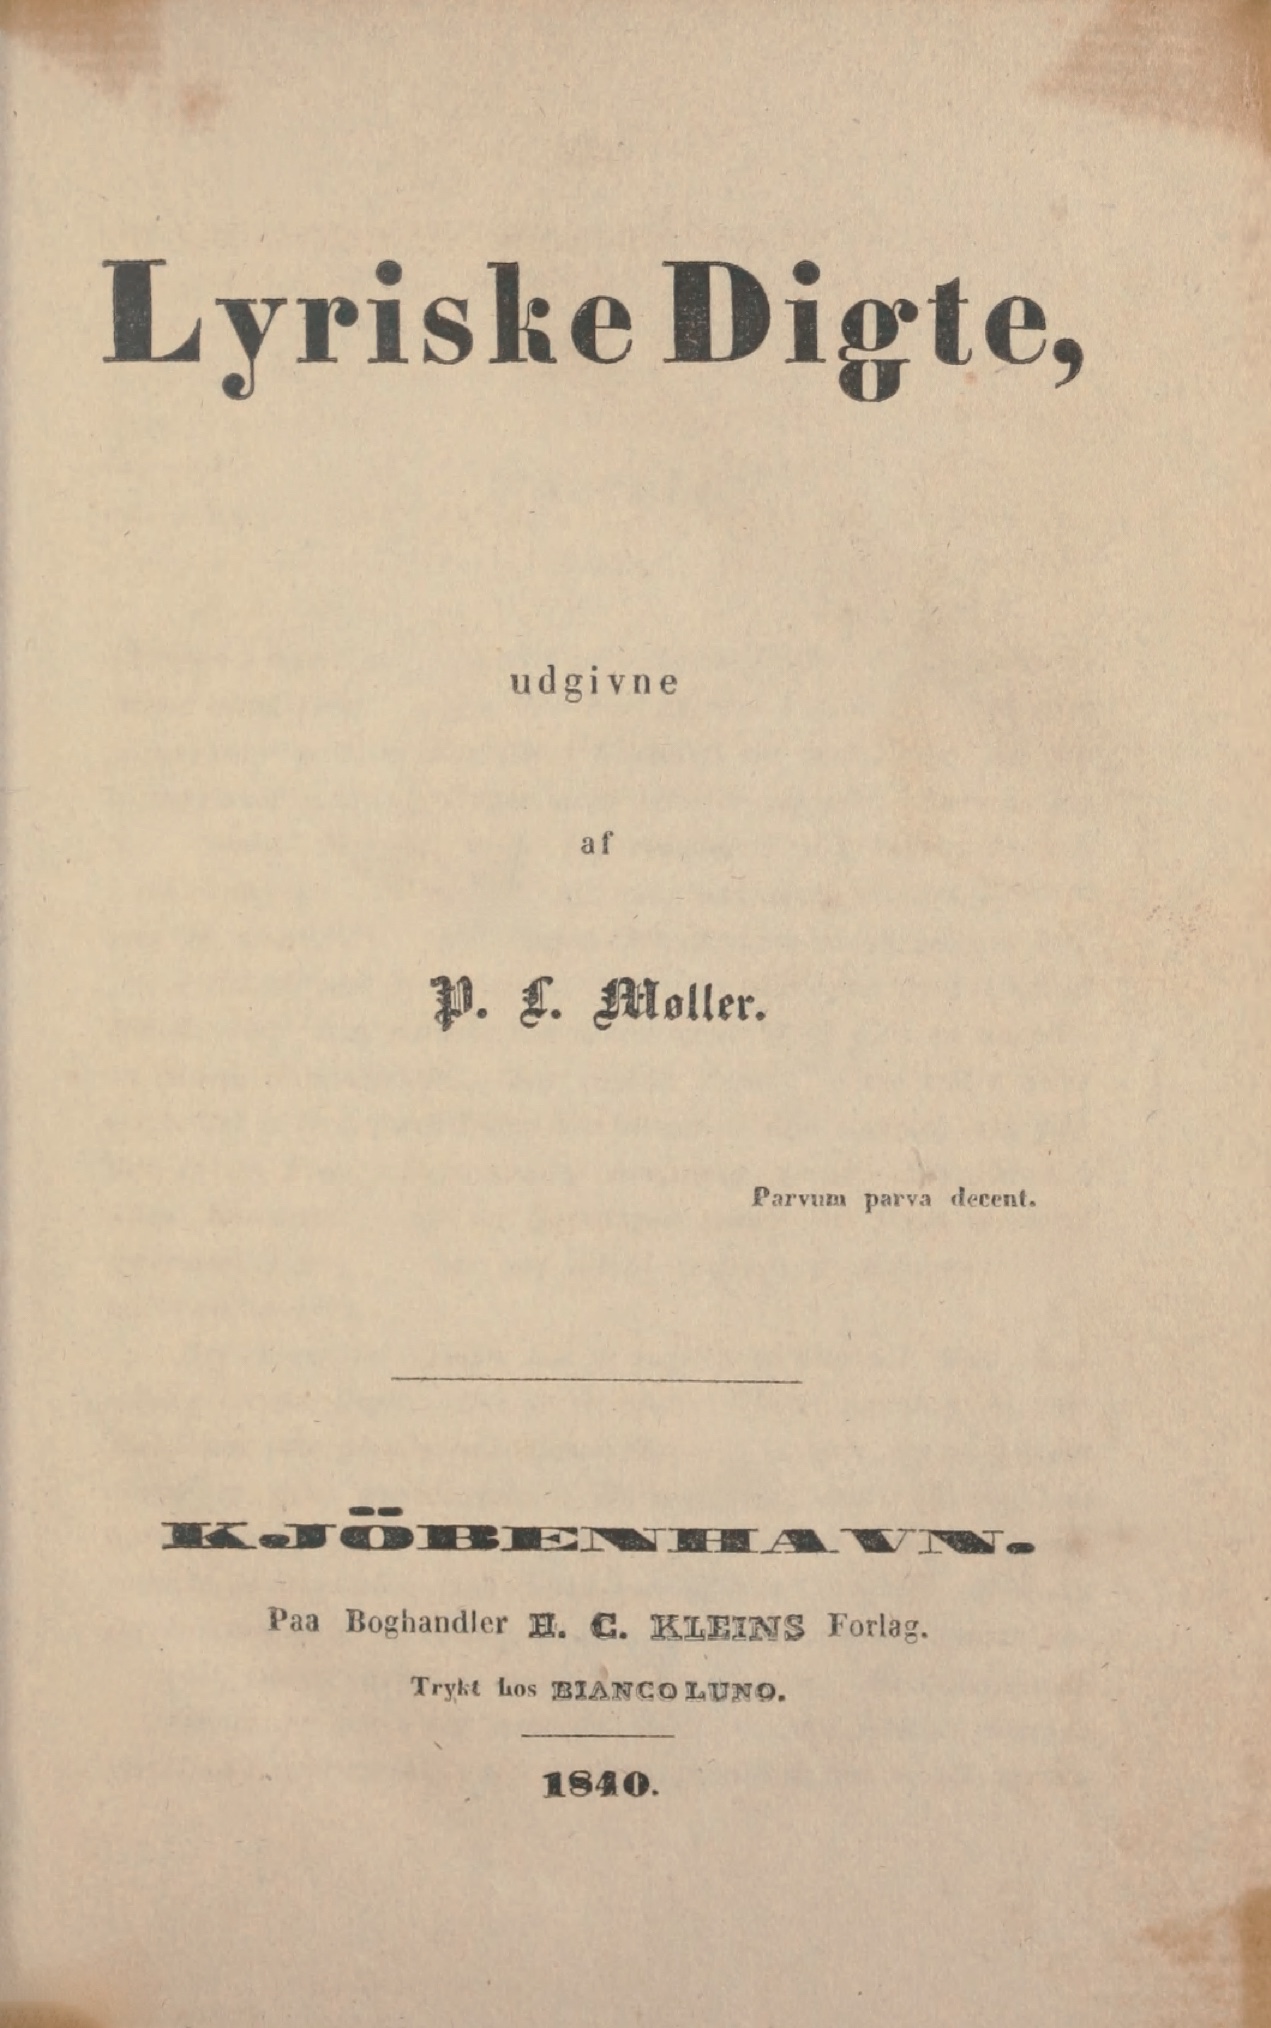 Lyriske Digte,
udgivne
af
P. L. Møller.
Parvum parva decent.
KJÖBENHAVN.
Paa Boghandler H. C. KLEINS Forlag.
Trykt hos BIANCO LUNO.
1840.